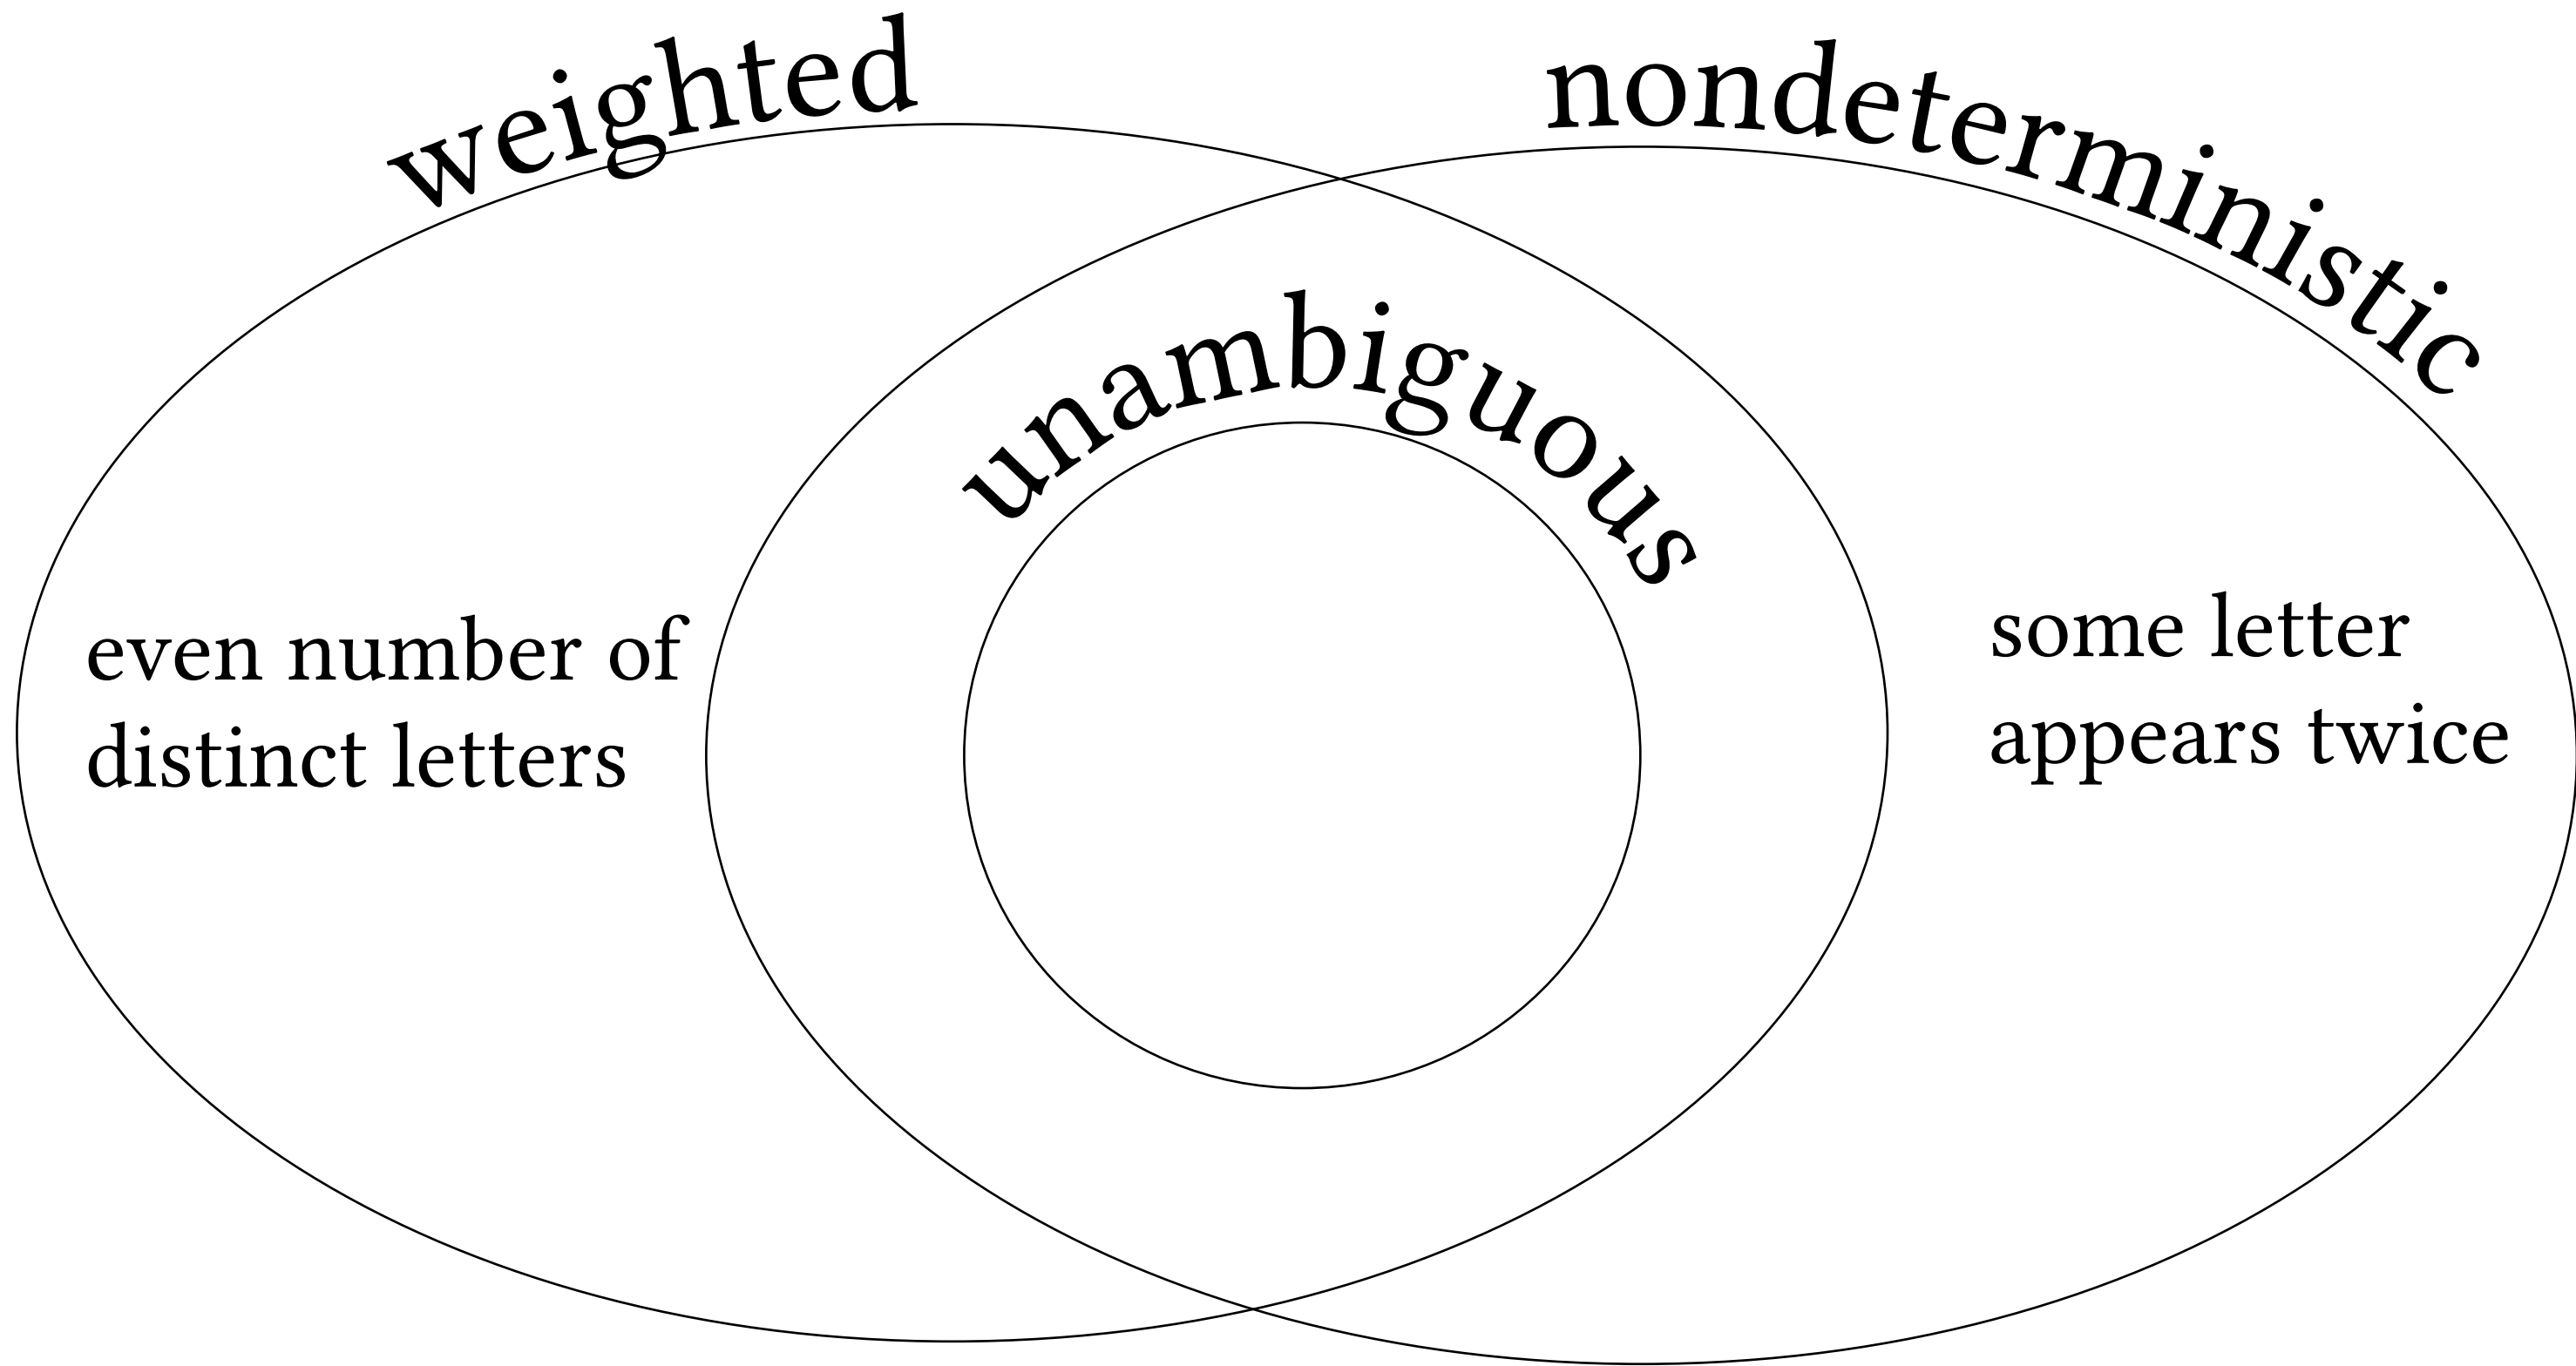 weighted
nondeterministic
unambiguous
even number of
distinct letters
some letter
appears twice